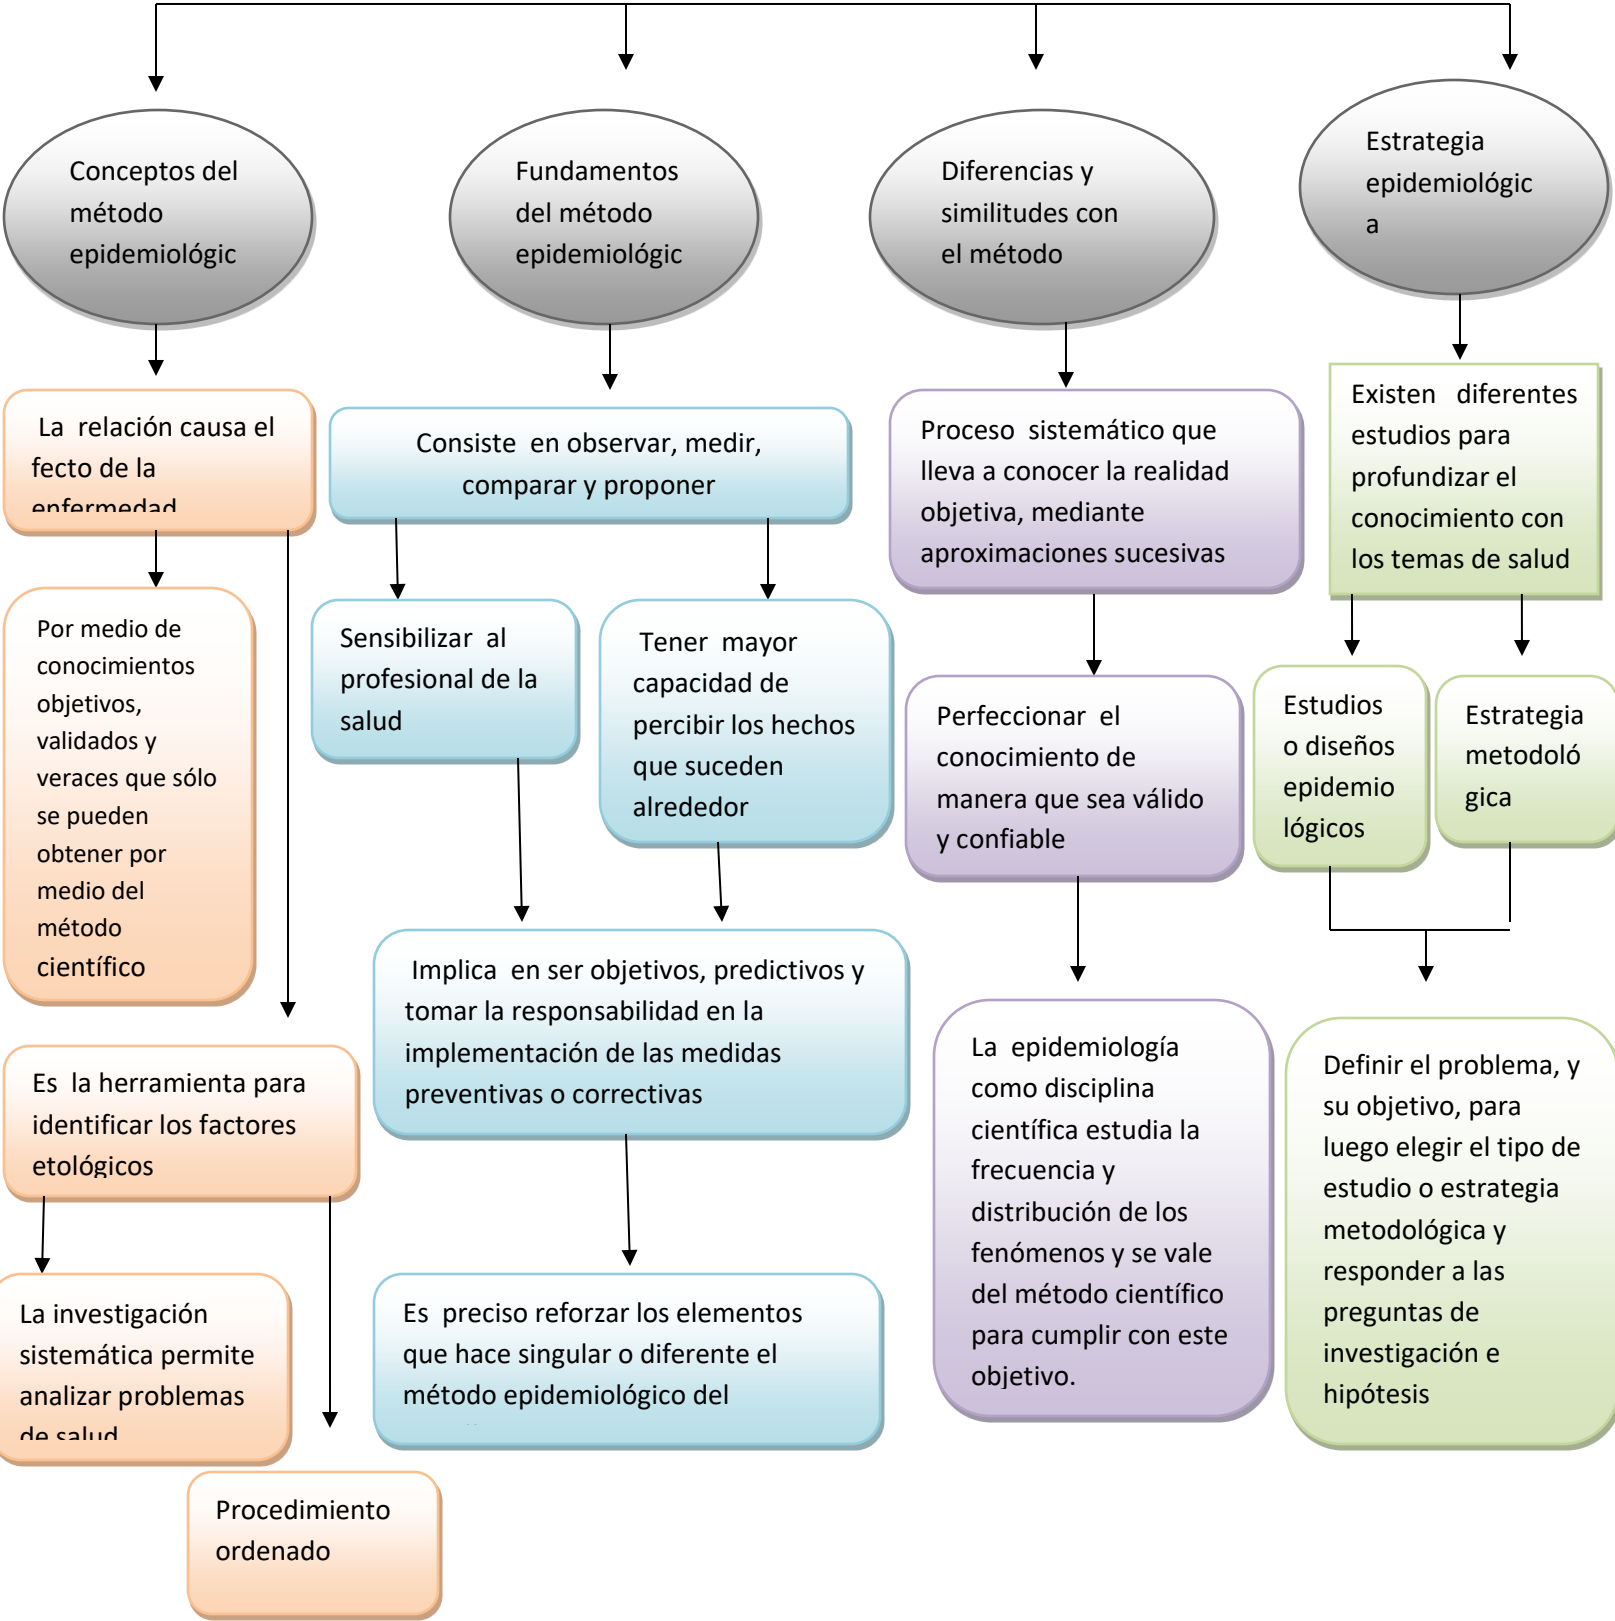 Conceptos del
método
epidemiológic
Fundamentos
del método
epidemiológic
Diferencias y
similitudes con
el método
Estrategia
epidemiológic
a
La relación causa el
fecto de la
enfermedad
Por medio de
conocimientos
objetivos,
validados y
veraces que sólo
se pueden
obtener por
medio del
método
científico
Es la herramienta para
identificar los factores
etológicos
La investigación
sistemática permite
analizar problemas
de salud
Procedimiento
ordenado
Consiste en observar, medir,
comparar y proponer
Sensibilizar al
profesional de la
salud
Tener mayor
capacidad de
percibir los hechos
que suceden
alrededor
Implica en ser objetivos, predictivos y
tomar la responsabilidad en la
implementación de las medidas
preventivas o correctivas
Es preciso reforzar los elementos
que hace singular o diferente el
método epidemiológico del
Proceso sistemático que
lleva a conocer la realidad
objetiva, mediante
aproximaciones sucesivas
Perfeccionar el
conocimiento de
manera que sea válido
y confiable
La epidemiología
como disciplina
científica estudia la
frecuencia y
distribución de los
fenómenos y se vale
del método científico
para cumplir con este
objetivo.
Existen diferentes
estudios para
profundizar el
conocimiento con
los temas de salud
Estudios
o diseños
epidemio
lógicos
Estrategia
metodoló
gica
Definir el problema, y
su objetivo, para
luego elegir el tipo de
estudio o estrategia
metodológica y
responder a las
preguntas de
investigación e
hipótesis